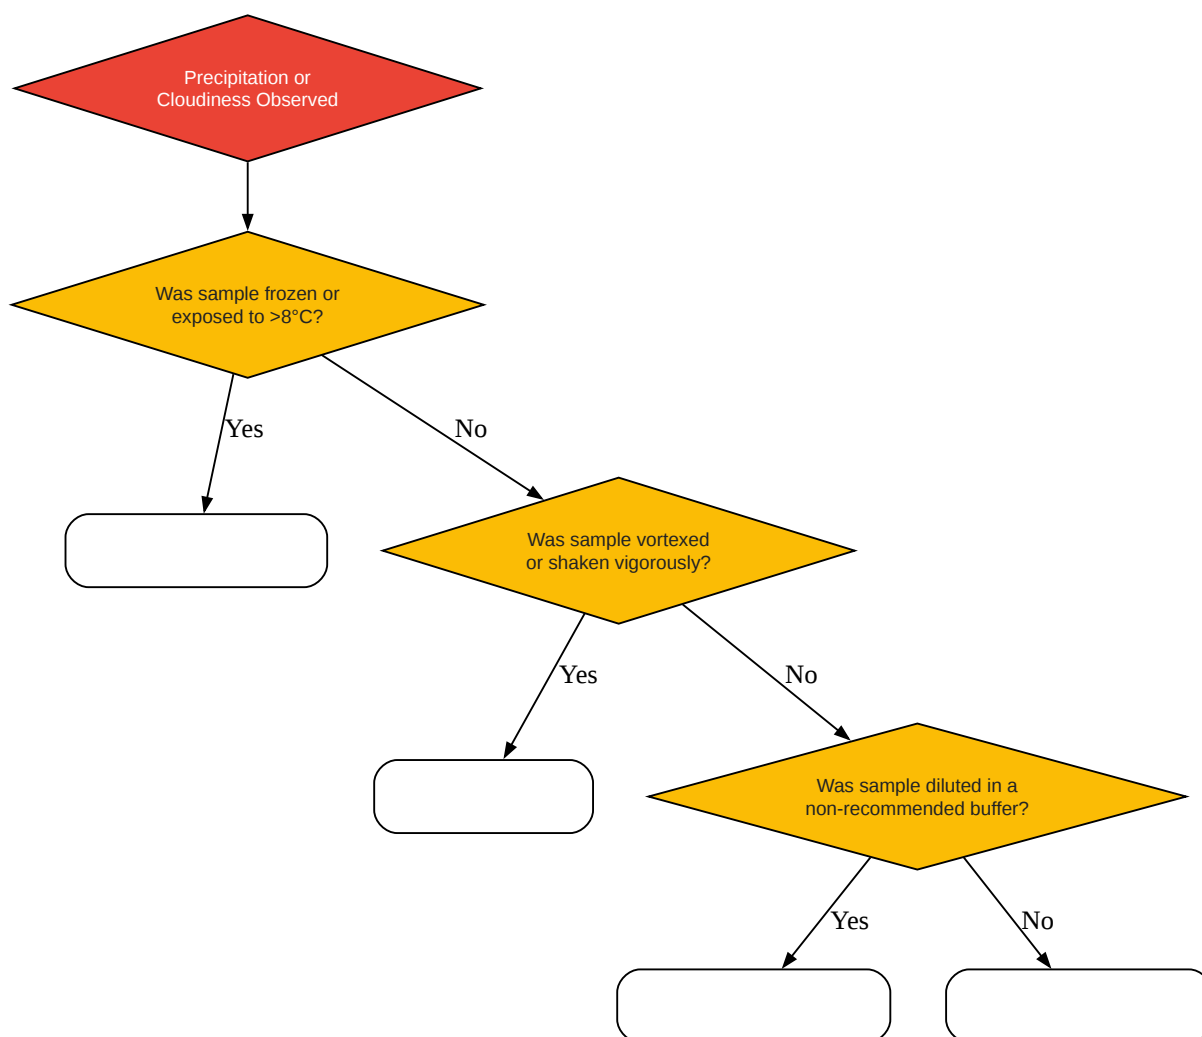 Precipitation or
Cloudiness Observed
Was sample frozen or
exposed to >8°C?
Yes
No
Was sample vortexed
or shaken vigorously?
Yes
No
Was sample diluted in a
non-recommended buffer?
Yes
No